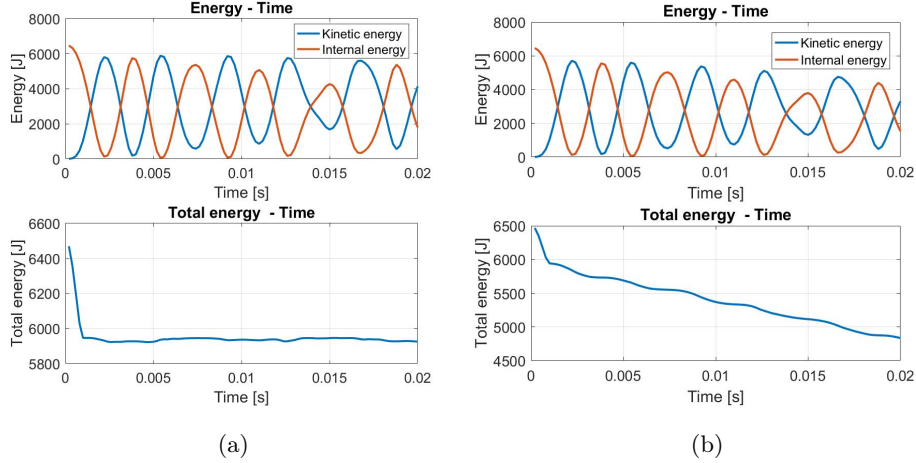 Energy - Time
8000
6000
4000
2000
0
Energy [J]
Kinetic energy
Internal energy
0
0.005
0.01
0.015
0.02
Time [s]
Total energy - Time
6600
6400
6200
6000
5800
Total energy [J]
0
0.005
0.01
0.015
0.02
Time [s]
(a)
Energy - Time
8000
6000
4000
2000
0
Energy [J]
Kinetic energy
Internal energy
0
0.005
0.01
0.015
0.02
Time [s]
Total energy - Time
6500
6000
5500
5000
4500
Total energy [J]
0
0.005
0.01
0.015
0.02
Time [s]
(b)